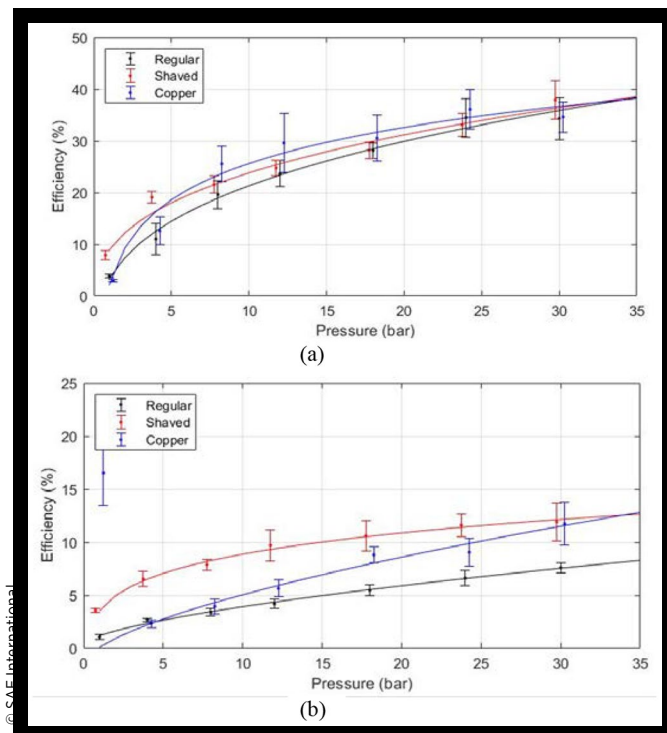 50
40
30
20
10
0
Efficiency (%)
Regular
Shaved
Copper
0 5 10 15 20 25 30 35
Pressure (bar)
(a)
25
20
15
10
5
0
Efficiency (%)
Regular
Shaved
Copper
0 5 10 15 20 25 30 35
Pressure (bar)
(b)
© SAE International